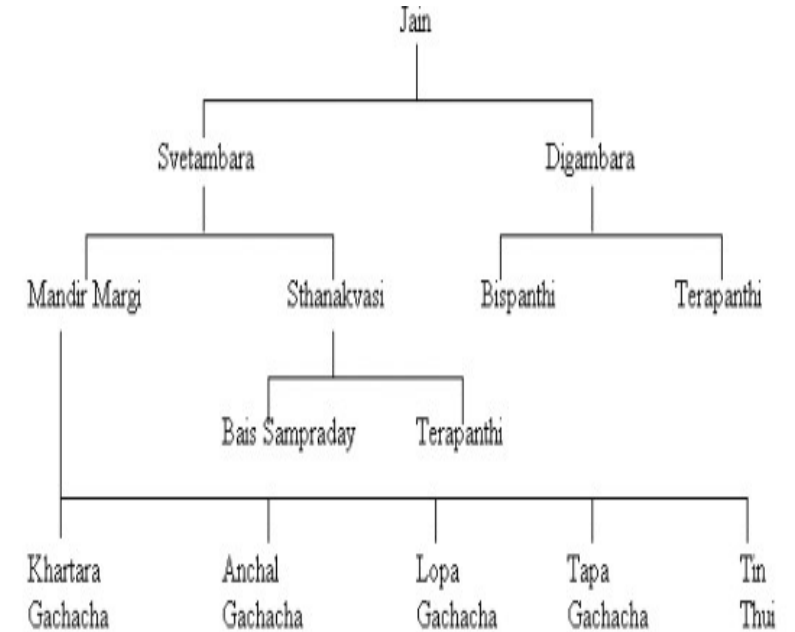 Jain
Svetambara Digambara
Mandir Margi Sthanakvasi Bispanthi Terapanthi
Bais Sampraday Terapanthi
Khartara Anchal Lopa Tapa Tin
Gachacha Gachacha Gachacha Gachacha Thui